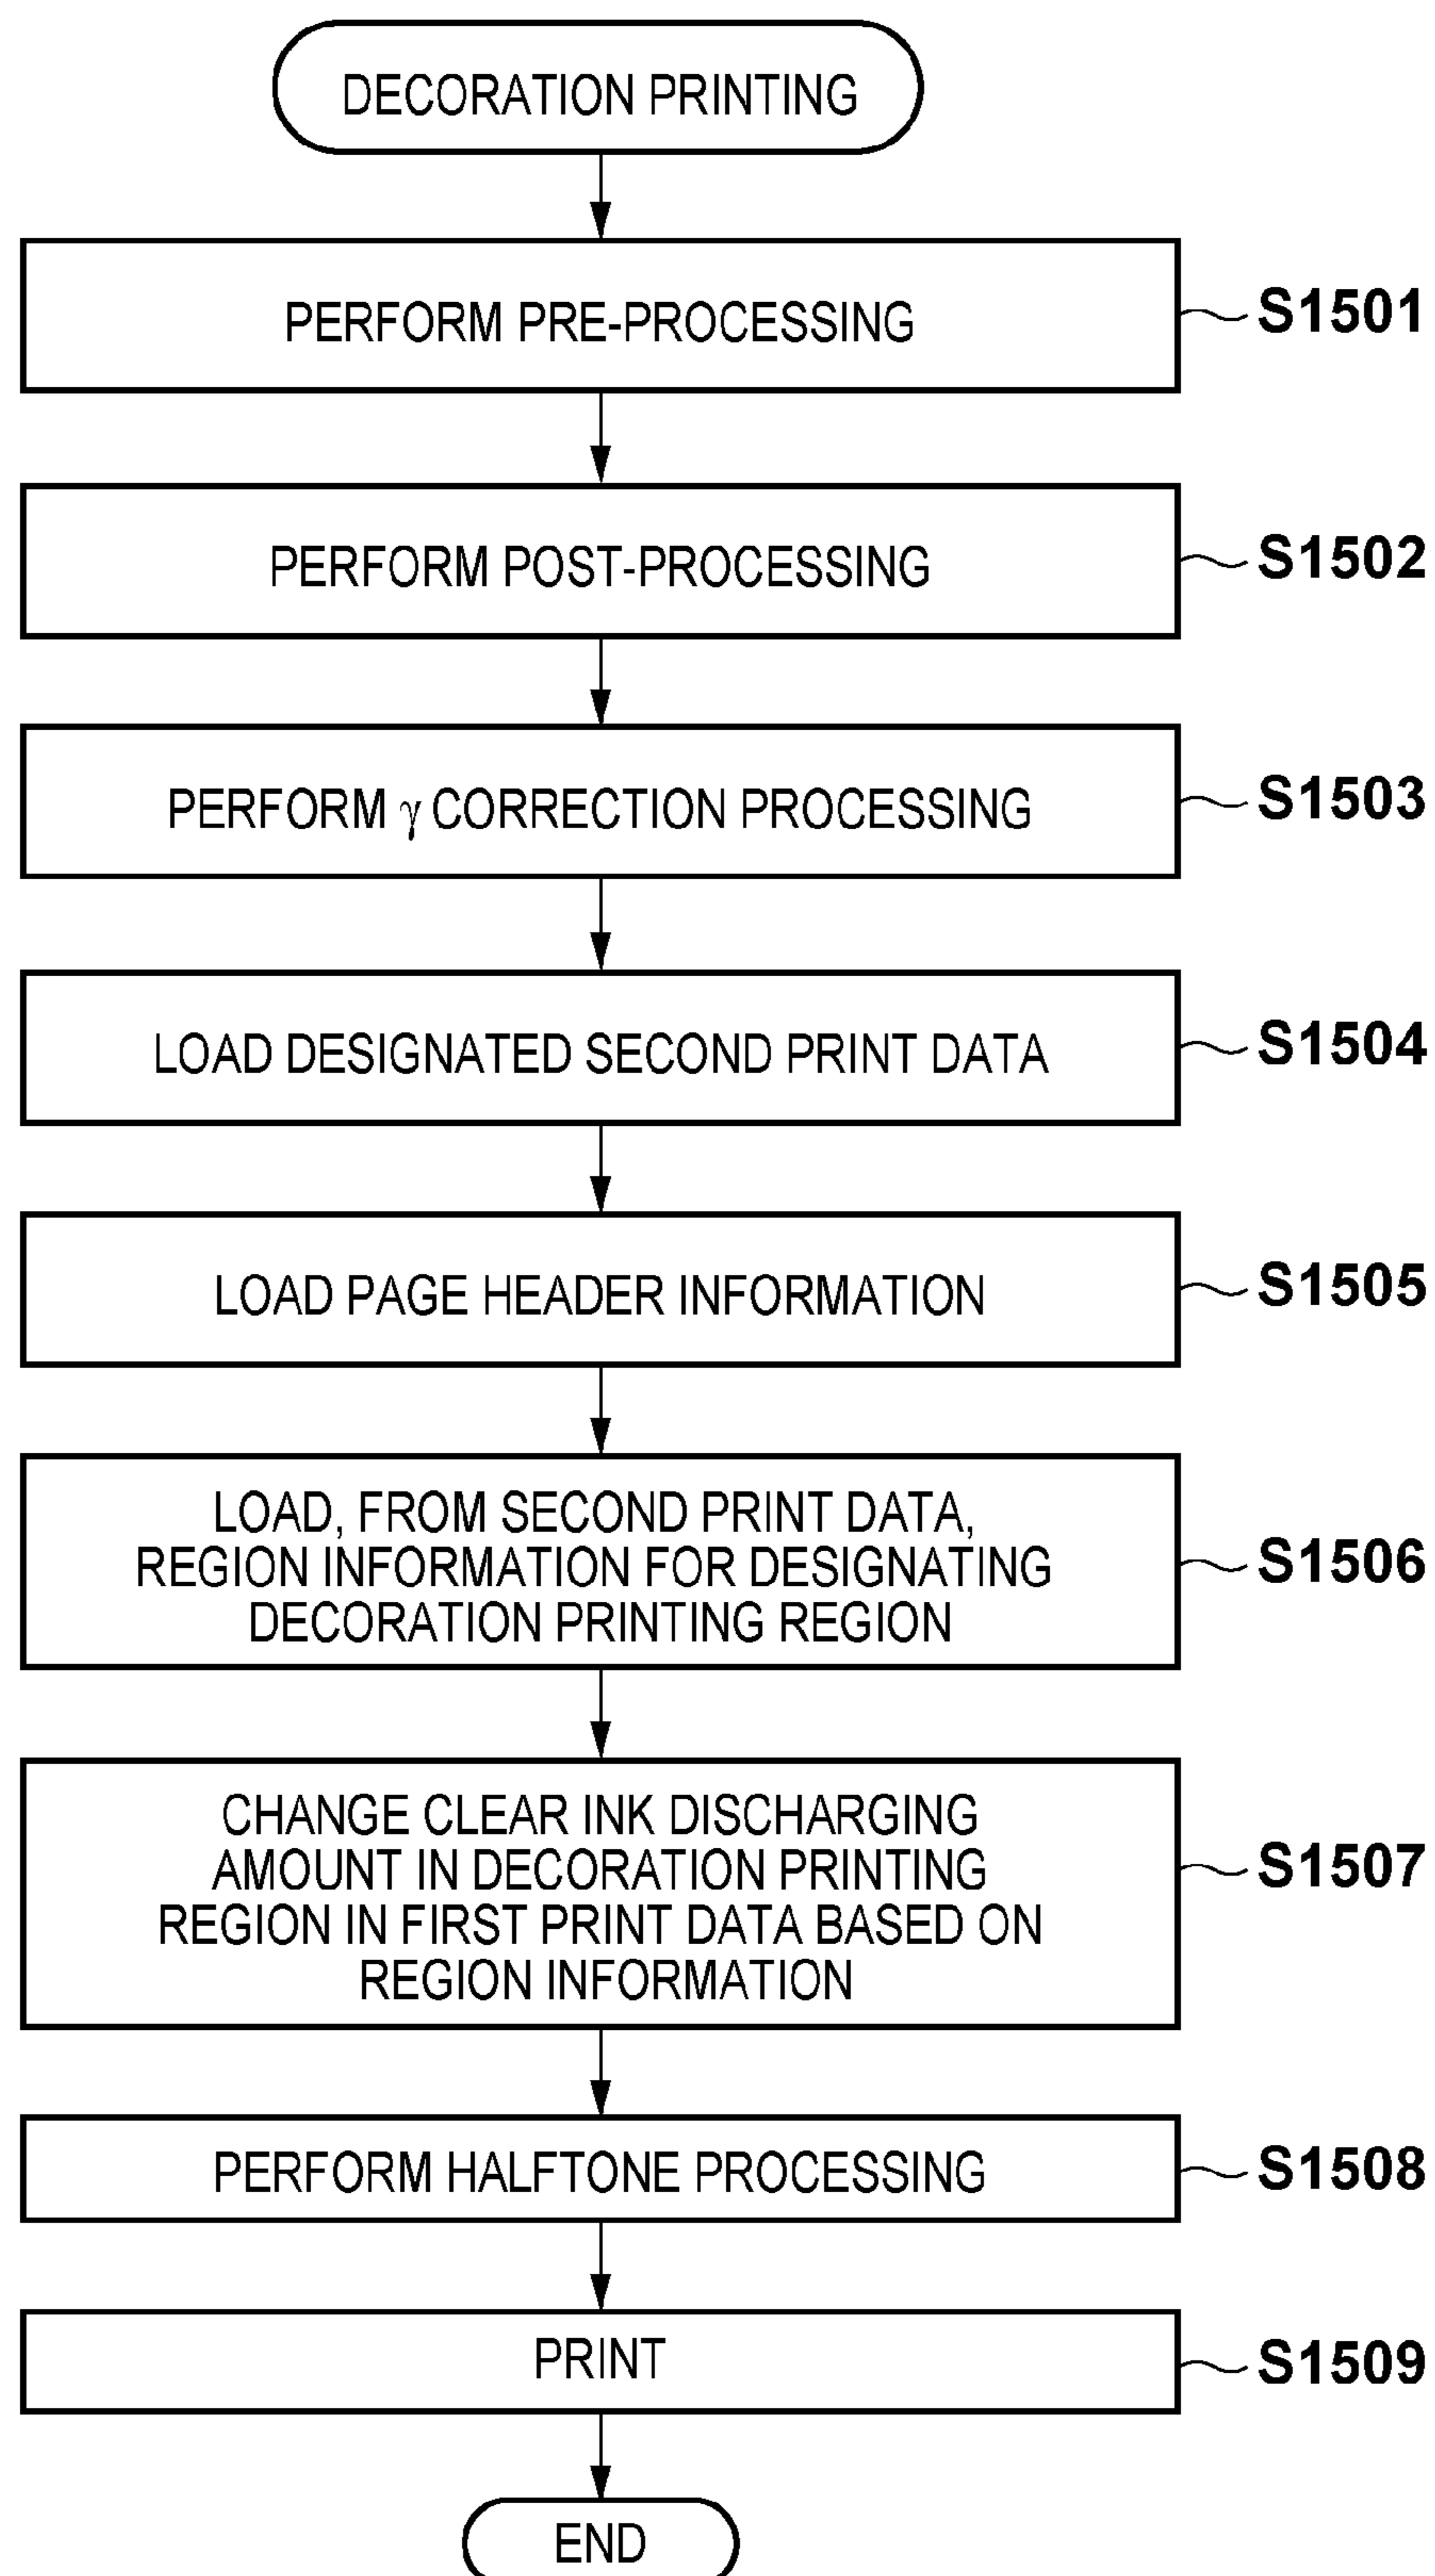 DECORATION PRINTING
PERFORM PRE-PROCESSING
S1501
PERFORM POST-PROCESSING
S1502
PERFORM γ CORRECTION PROCESSING
S1503
LOAD DESIGNATED SECOND PRINT DATA
S1504
LOAD PAGE HEADER INFORMATION
S1505
LOAD, FROM SECOND PRINT DATA,
REGION INFORMATION FOR DESIGNATING
DECORATION PRINTING REGION
S1506
CHANGE CLEAR INK DISCHARGING
AMOUNT IN DECORATION PRINTING
REGION IN FIRST PRINT DATA BASED ON
REGION INFORMATION
S1507
PERFORM HALFTONE PROCESSING
S1508
PRINT
S1509
END